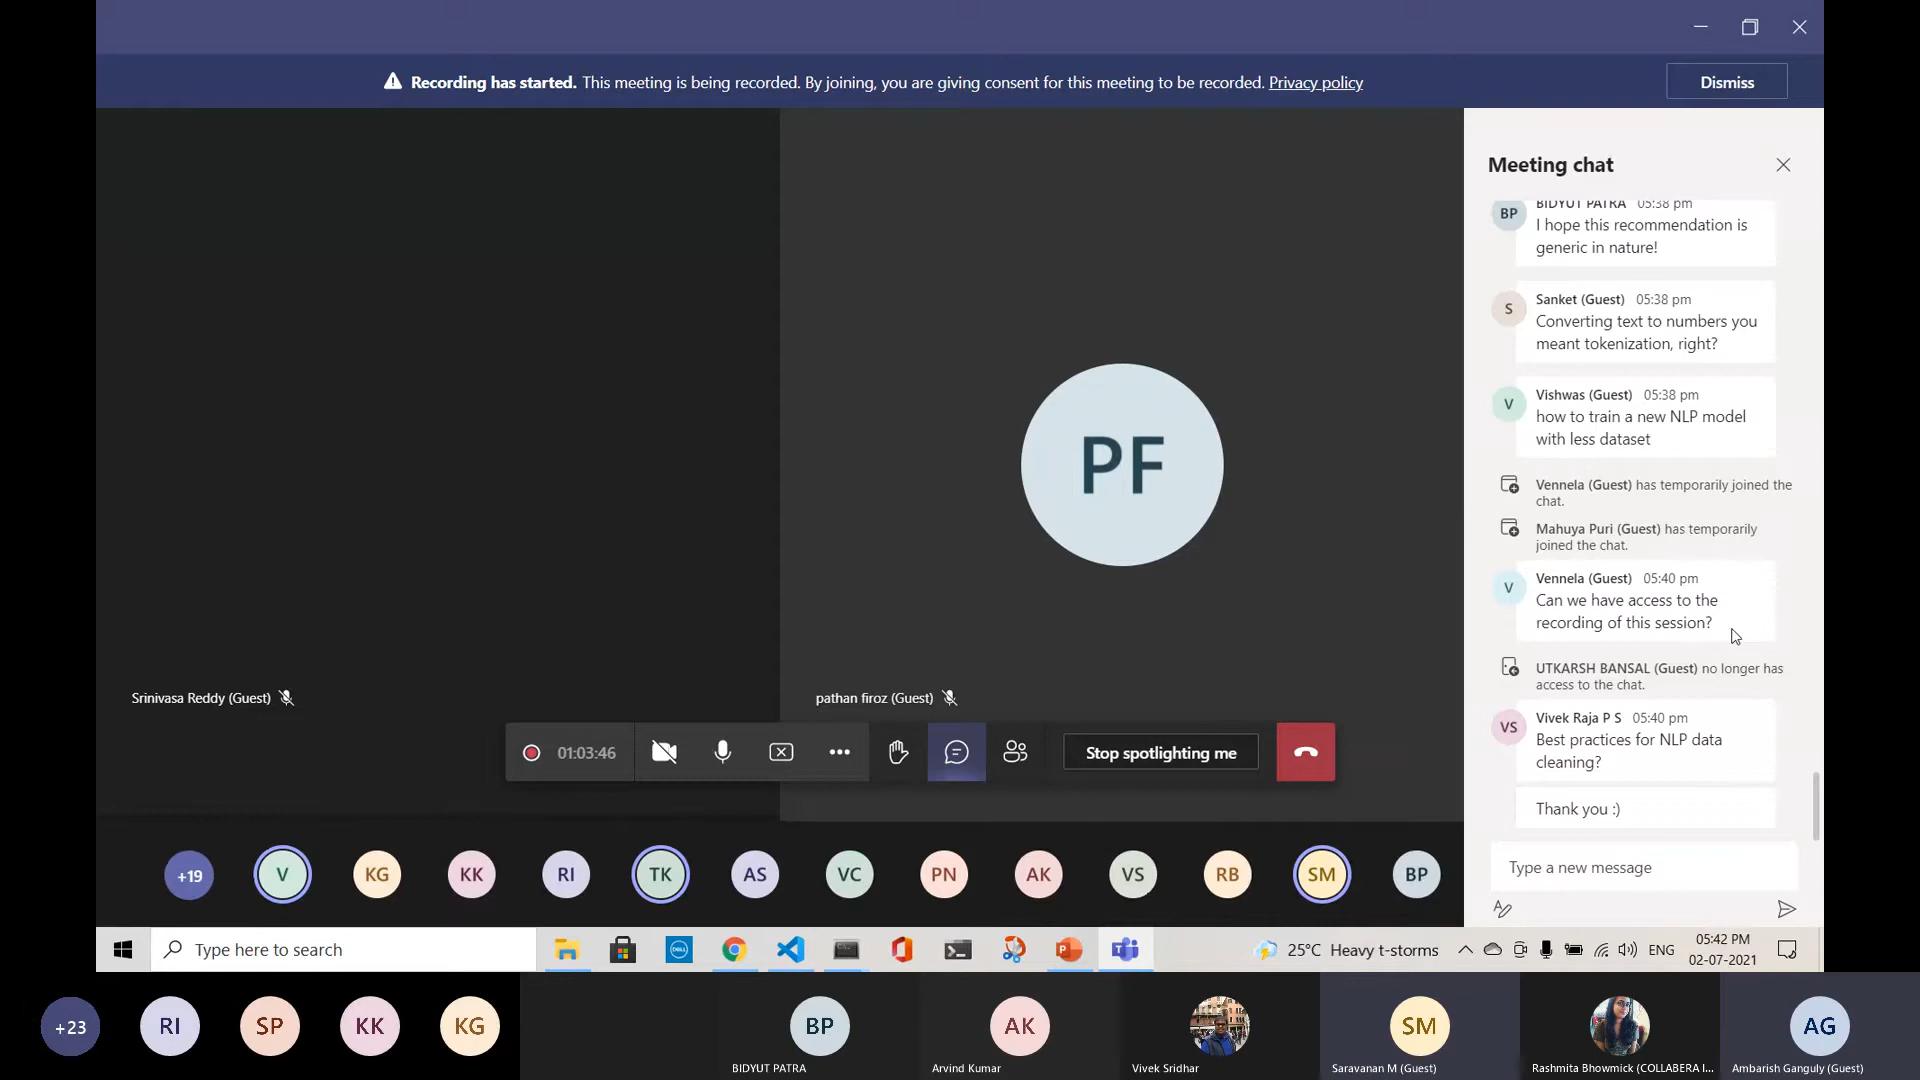 Recording has started. This meeting is being recorded. By joining, you are giving consent for this meeting to be recorded. Privacy policy
Dismiss
Meeting chat
BP
BIDYUT PATRA 05:38 pm
I hope this recommendation is
generic in nature!
S
Sanket (Guest) 05:38 pm
Converting text to numbers you
meant tokenization, right?
V
Vishwas (Guest) 05:38 pm
how to train a new NLP model
with less dataset
Vennela (Guest) has temporarily joined the
chat.
Mahuya Puri (Guest) has temporarily
joined the chat.
V
Vennela (Guest) 05:40 pm
Can we have access to the
recording of this session?
UTKARSH BANSAL (Guest) no longer has
access to the chat.
VS
Vivek Raja P S 05:40 pm
Best practices for NLP data
cleaning?
Thank you :)
Type a new message
PF
Srinivasa Reddy (Guest)
pathan firoz (Guest)
01:03:46
Stop spotlighting me
+19 V KG KK RI TK AS VC PN AK VS RB SM BP
Type here to search
DELL
25°C Heavy t-storms
ENG
05:42 PM
02-07-2021
+23 RI SP KK KG BP AK SM AG
BIDYUT PATRA
Arvind Kumar
Vivek Sridhar
Saravanan M (Guest)
Rashmita Bhowmick (COLLABERA I...
Ambarish Ganguly (Guest)